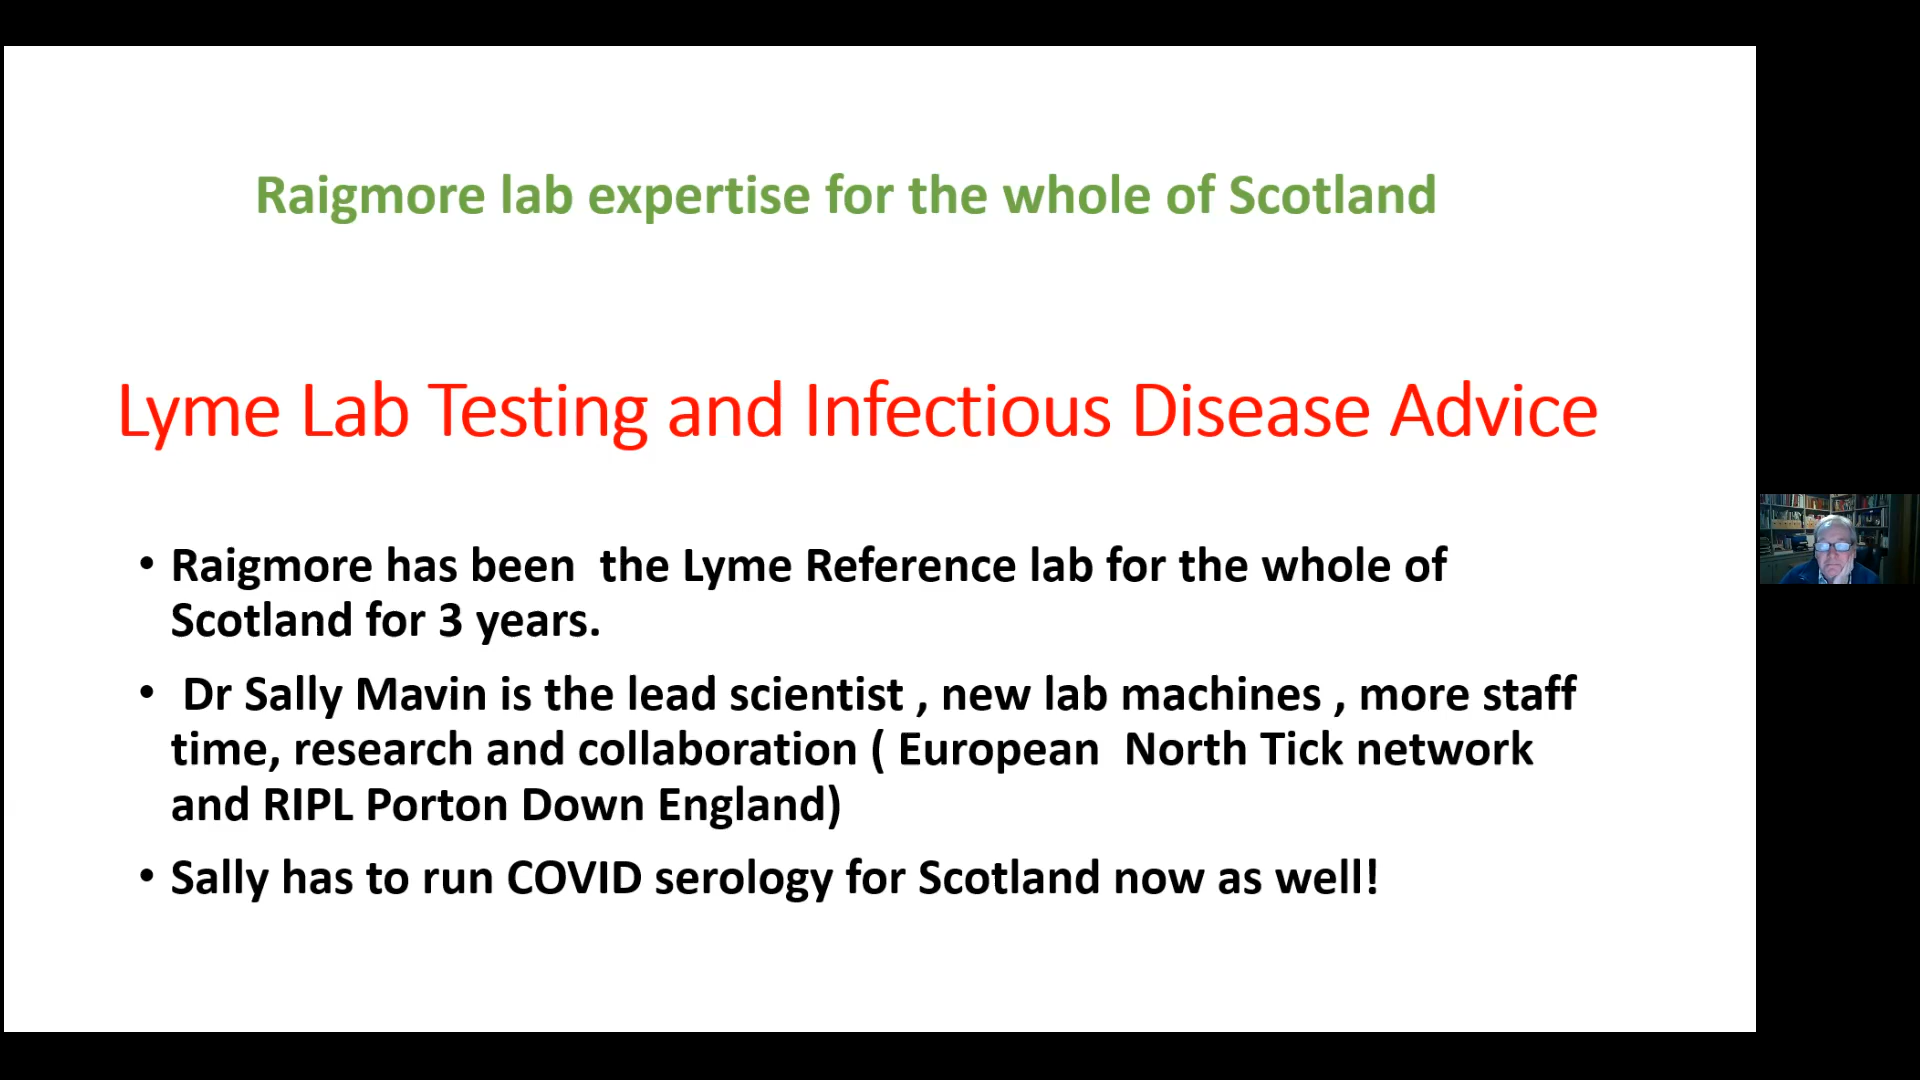 Raigmore lab expertise for the whole of Scotland
Lyme Lab Testing and Infectious Disease Advice
• Raigmore has been  the Lyme Reference lab for the whole of
Scotland for 3 years.
•  Dr Sally Mavin is the lead scientist , new lab machines , more staff
time, research and collaboration ( European  North Tick network
and RIPL Porton Down England)
• Sally has to run COVID serology for Scotland now as well!